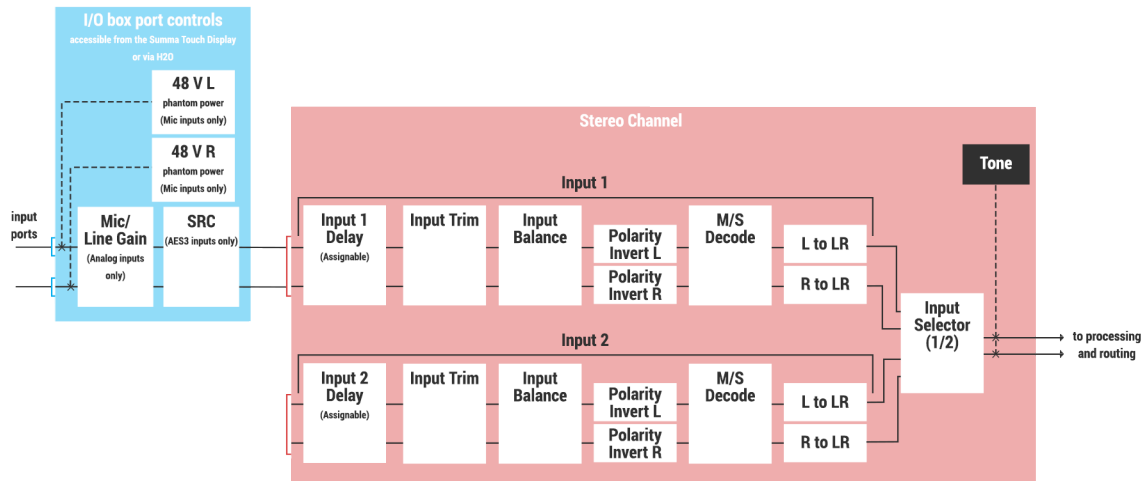 I/O box port controls
accessible from the Summa Touch Display
or via H2O
48 V L
phantom power
(Mic inputs only)
48 V R
phantom power
(Mic inputs only)
input
ports
Mic/
Line Gain
(Analog inputs
only)
SRC
(AES3 inputs only)
Stereo Channel
Tone
Input 1
Input 1
Delay
(Assignable)
Input Trim
Input
Balance
Polarity
Invert L
Polarity
Invert R
M/S
Decode
L to LR
R to LR
Input
Selector
(1/2)
to processing
and routing
Input 2
Input 2
Delay
(Assignable)
Input Trim
Input
Balance
Polarity
Invert L
Polarity
Invert R
M/S
Decode
L to LR
R to LR